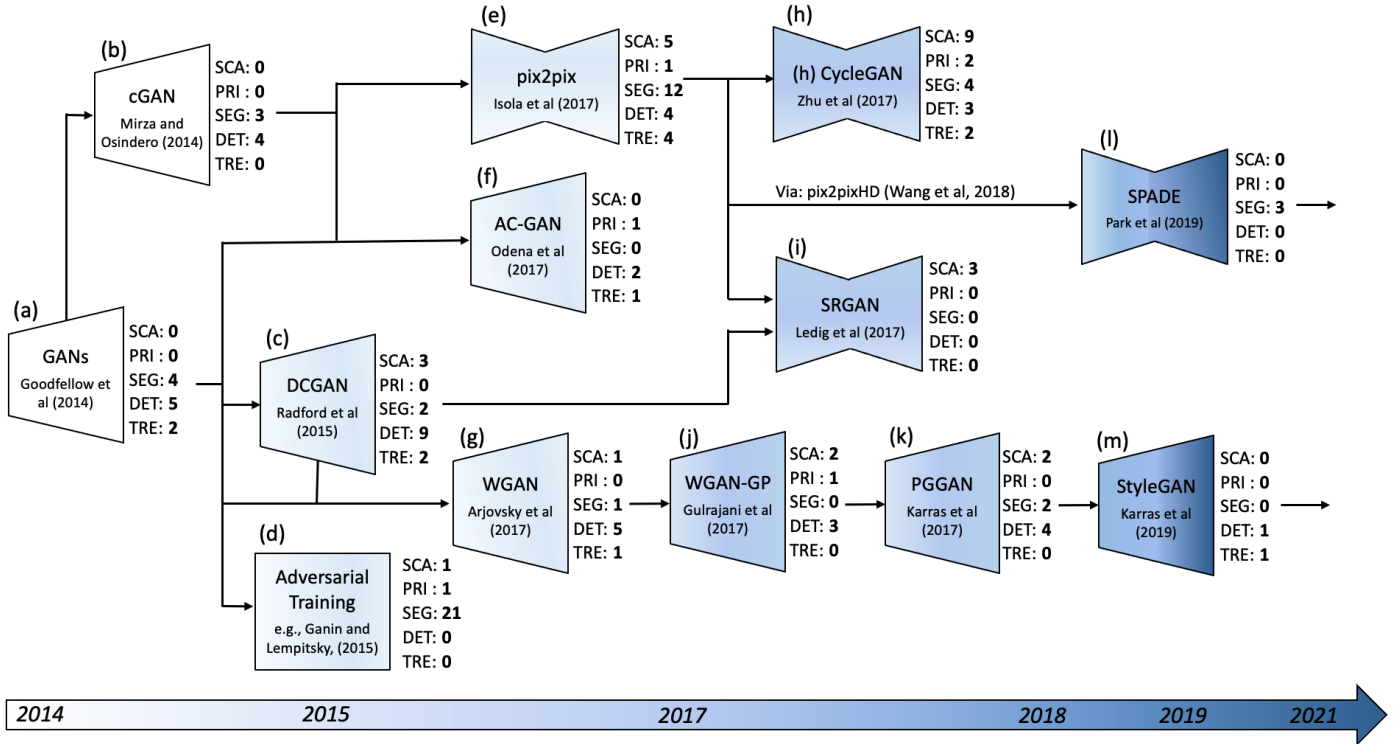 (a)
GANs
Goodfellow et
al (2014)
SCA: 0
PRI : 0
SEG: 4
DET: 5
TRE: 2
(b)
cGAN
Mirza and
Osindero (2014)
SCA: 0
PRI : 0
SEG: 3
DET: 4
TRE: 0
(c)
DCGAN
Radford et al
(2015)
SCA: 3
PRI : 0
SEG: 2
DET: 9
TRE: 2
(d)
Adversarial
Training
e.g., Ganin and
Lempitsky, (2015)
SCA: 1
PRI : 1
SEG: 21
DET: 0
TRE: 0
(e)
pix2pix
Isola et al (2017)
SCA: 5
PRI : 1
SEG: 12
DET: 4
TRE: 4
(f)
AC-GAN
Odena et al
(2017)
SCA: 0
PRI : 1
SEG: 0
DET: 2
TRE: 1
(g)
WGAN
Arjovsky et al
(2017)
SCA: 1
PRI : 0
SEG: 1
DET: 5
TRE: 1
(h)
(h) CycleGAN
Zhu et al (2017)
SCA: 9
PRI : 2
SEG: 4
DET: 3
TRE: 2
Via: pix2pixHD (Wang et al, 2018)
(i)
SRGAN
Ledig et al (2017)
SCA: 3
PRI : 0
SEG: 0
DET: 0
TRE: 0
(j)
WGAN-GP
Gulrajani et al
(2017)
SCA: 2
PRI : 1
SEG: 0
DET: 3
TRE: 0
(k)
PGGAN
Karras et al
(2017)
SCA: 2
PRI : 0
SEG: 2
DET: 4
TRE: 0
(l)
SPADE
Park et al (2019)
SCA: 0
PRI : 0
SEG: 3
DET: 0
TRE: 0
(m)
StyleGAN
Karras et al
(2019)
SCA: 0
PRI : 0
SEG: 0
DET: 1
TRE: 1
2014 2015 2017 2018 2019 2021